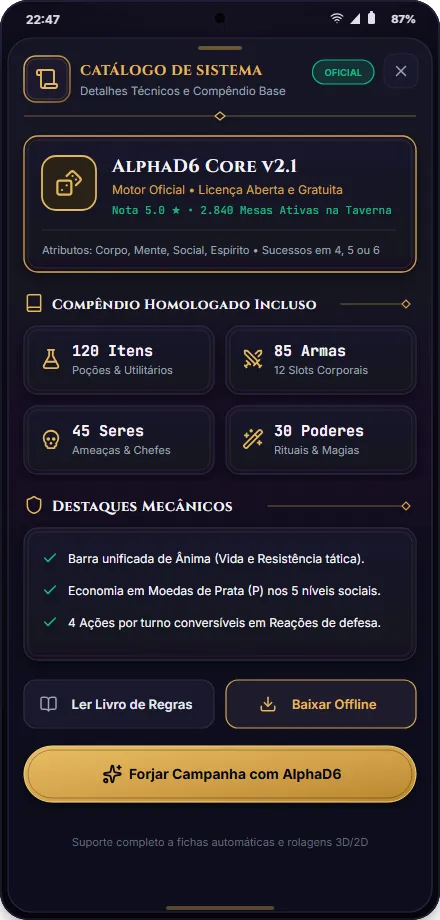 22:47
87%
CATÁLOGO DE SISTEMA
Detalhes Técnicos e Compêndio Base
OFICIAL
AlphaD6 Core v2.1
Motor Oficial • Licença Aberta e Gratuita
Nota 5.0 ★ · 2.840 Mesas Ativas na Taverna
Atributos: Corpo, Mente, Social, Espírito • Sucessos em 4, 5 ou 6
Compêndio Homologado Incluso
120 Itens
Poções & Utilitários
85 Armas
12 Slots Corporais
45 Seres
Ameaças & Chefes
30 Poderes
Rituais & Magias
Destaques Mecânicos
Barra unificada de Ânima (Vida e Resistência tática).
Economia em Moedas de Prata (P) nos 5 níveis sociais.
4 Ações por turno conversíveis em Reações de defesa.
Ler Livro de Regras
Baixar Offline
Forjar Campanha com AlphaD6
Suporte completo a fichas automáticas e rolagens 3D/2D